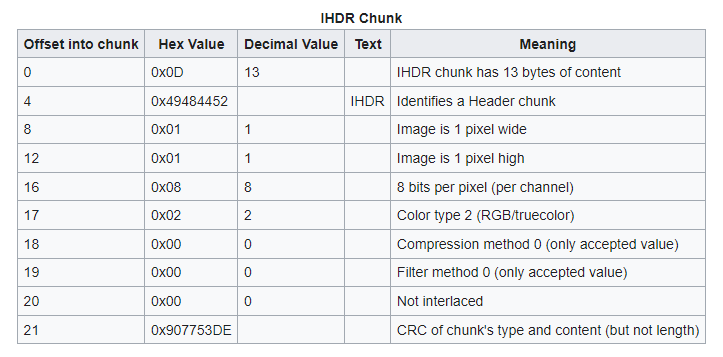 IHDR Chunk
Offset into chunk Hex Value Decimal Value Text Meaning
0 0x0D 13 IHDR chunk has 13 bytes of content
4 0x49484452 IHDR Identifies a Header chunk
8 0x01 1 Image is 1 pixel wide
12 0x01 1 Image is 1 pixel high
16 0x08 8 8 bits per pixel (per channel)
17 0x02 2 Color type 2 (RGB/truecolor)
18 0x00 0 Compression method 0 (only accepted value)
19 0x00 0 Filter method 0 (only accepted value)
20 0x00 0 Not interlaced
21 0x907753DE CRC of chunk's type and content (but not length)